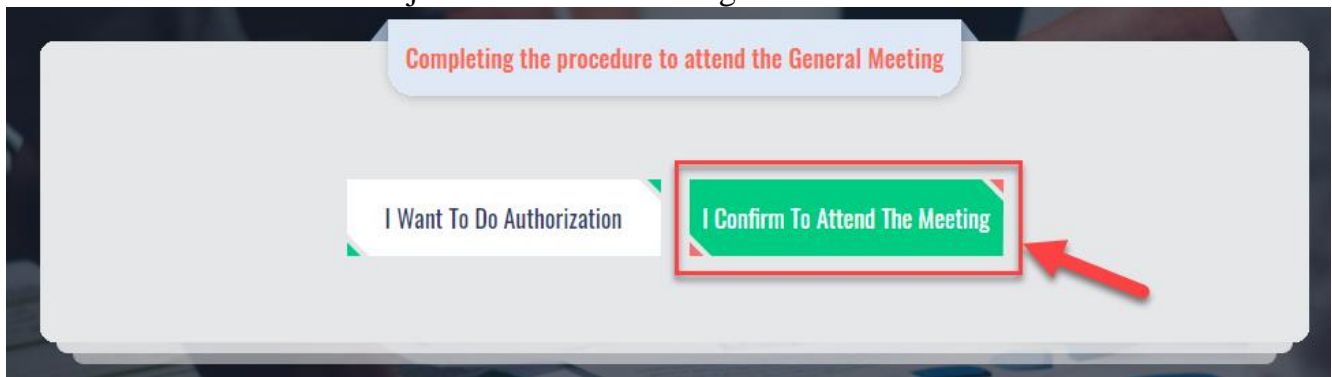 Completing the procedure to attend the General Meeting
I Want To Do Authorization
I Confirm To Attend The Meeting